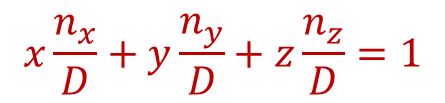 x n_x/D + y n_y/D + z n_z/D = 1